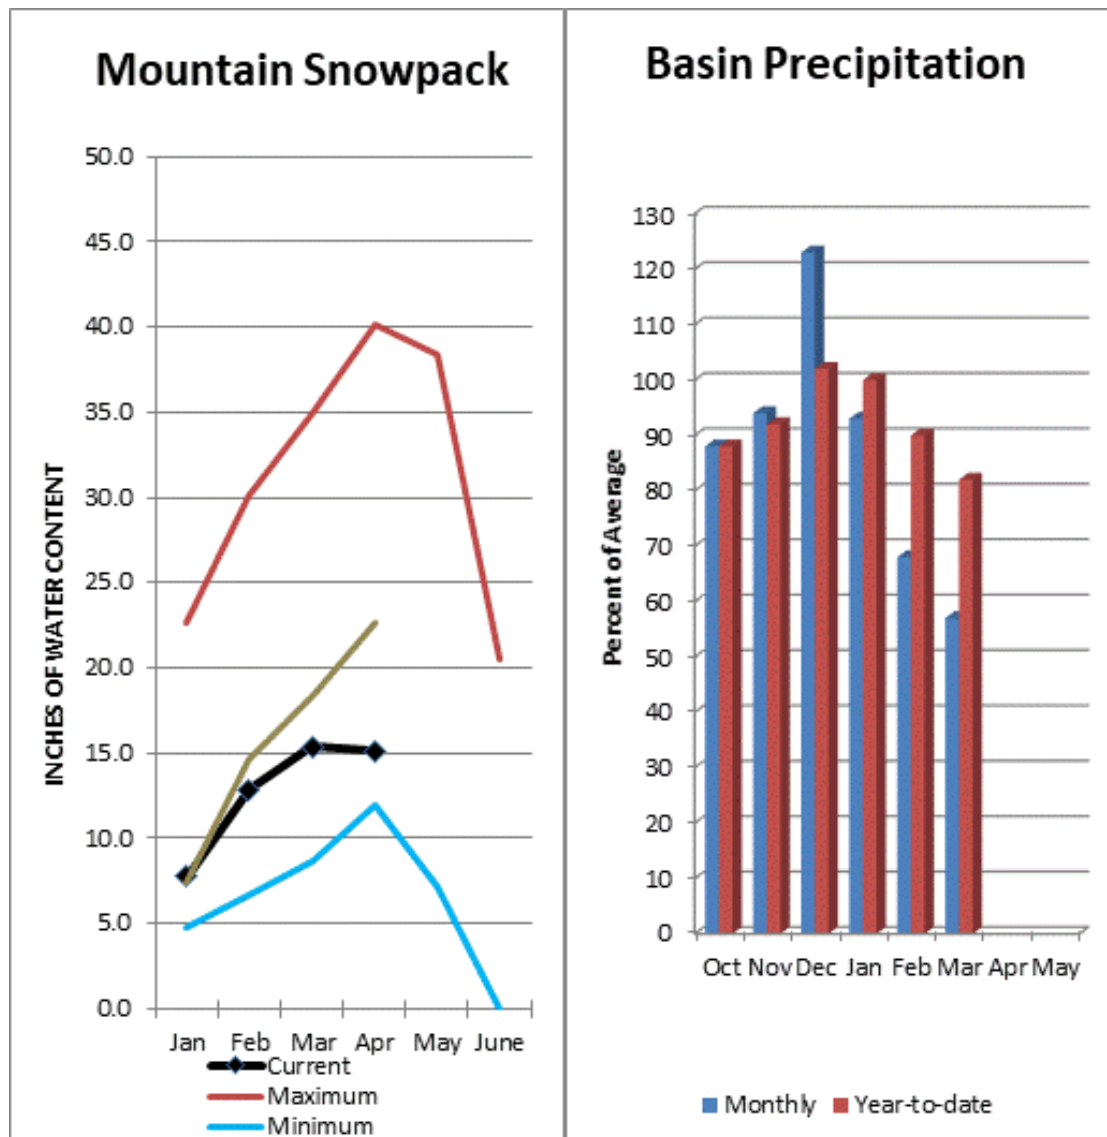 Mountain Snowpack
50.0
45.0
40.0
35.0
30.0
25.0
20.0
15.0
10.0
5.0
0.0
INCHES OF WATER CONTENT
Jan Feb Mar Apr May June
Current
Maximum
Minimum
Basin Precipitation
130
120
110
100
90
80
70
60
50
40
30
20
10
0
Percent of Average
Oct Nov Dec Jan Feb Mar Apr May
Monthly Year-to-date